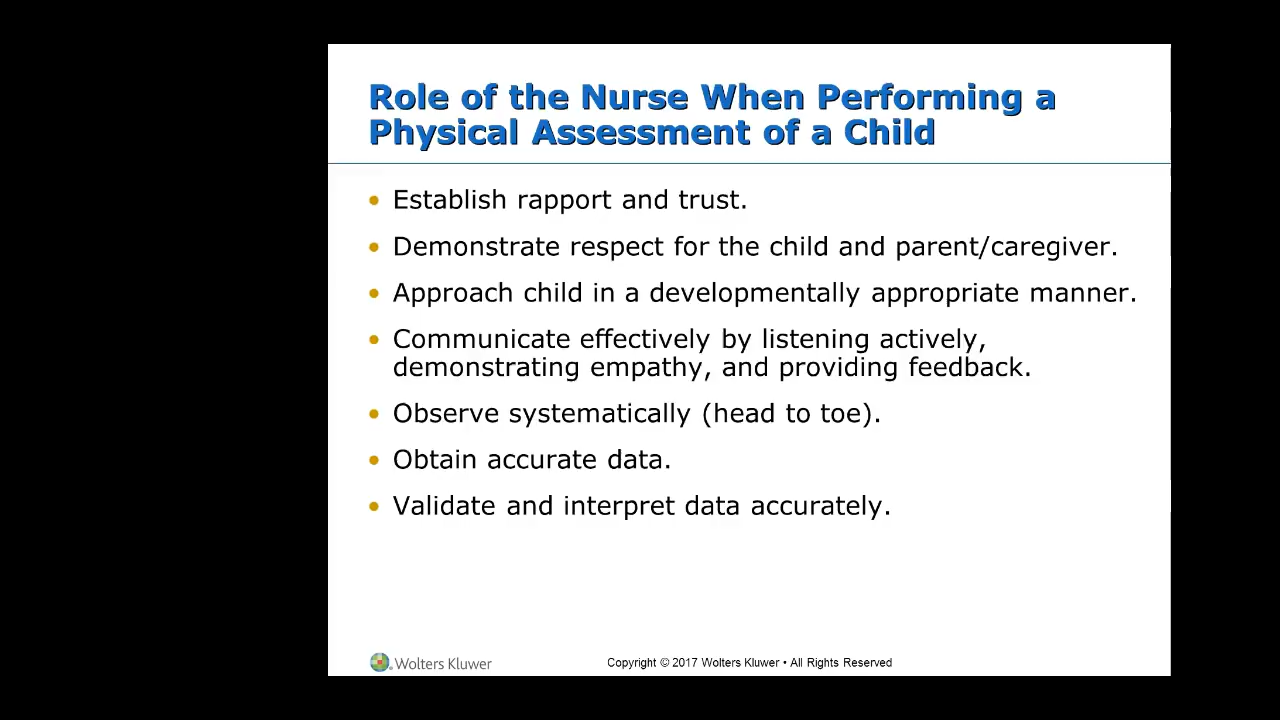 Role of the Nurse When Performing a
Physical Assessment of a Child
• Establish rapport and trust.
• Demonstrate respect for the child and parent/caregiver.
• Approach child in a developmentally appropriate manner.
• Communicate effectively by listening actively,
demonstrating empathy, and providing feedback.
• Observe systematically (head to toe).
• Obtain accurate data.
• Validate and interpret data accurately.
Wolters Kluwer
Copyright © 2017 Wolters Kluwer • All Rights Reserved